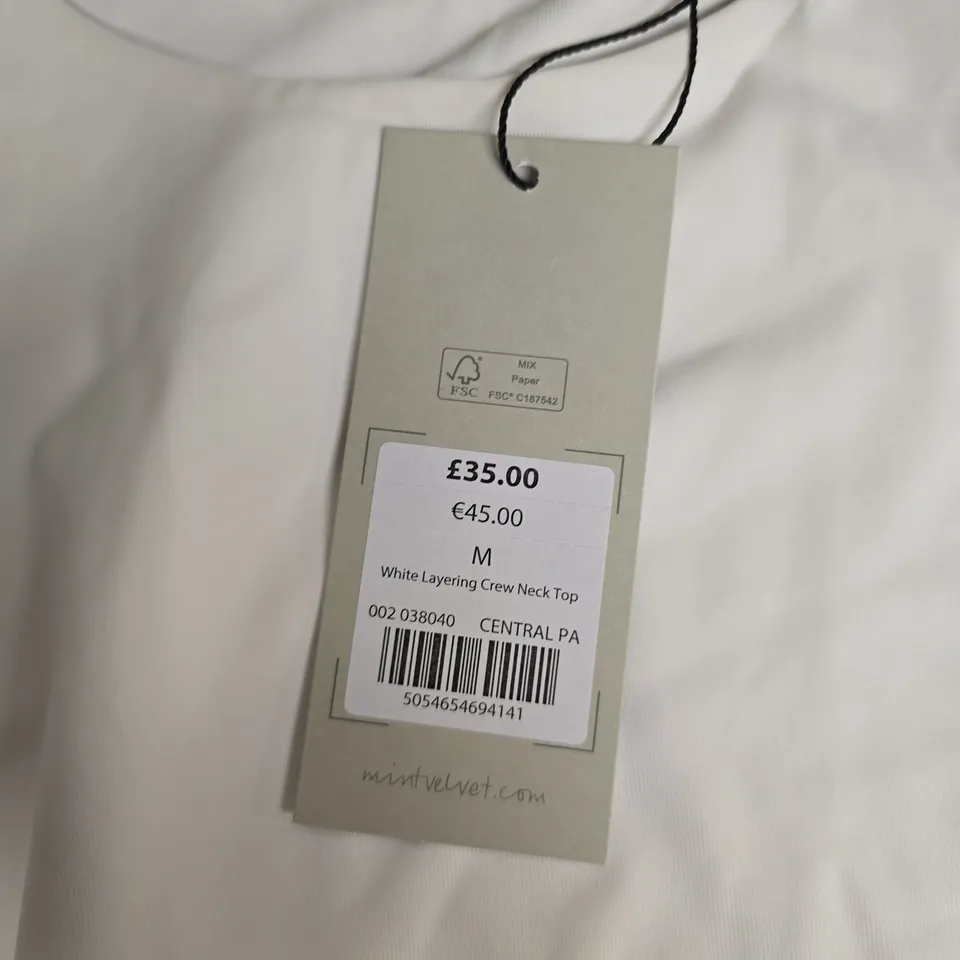 MIX
Paper
FSC® C187542
FSC
£35.00
€45.00
M
White Layering Crew Neck Top
002 038040 CENTRAL PA
5054654694141
mintvelvet.com